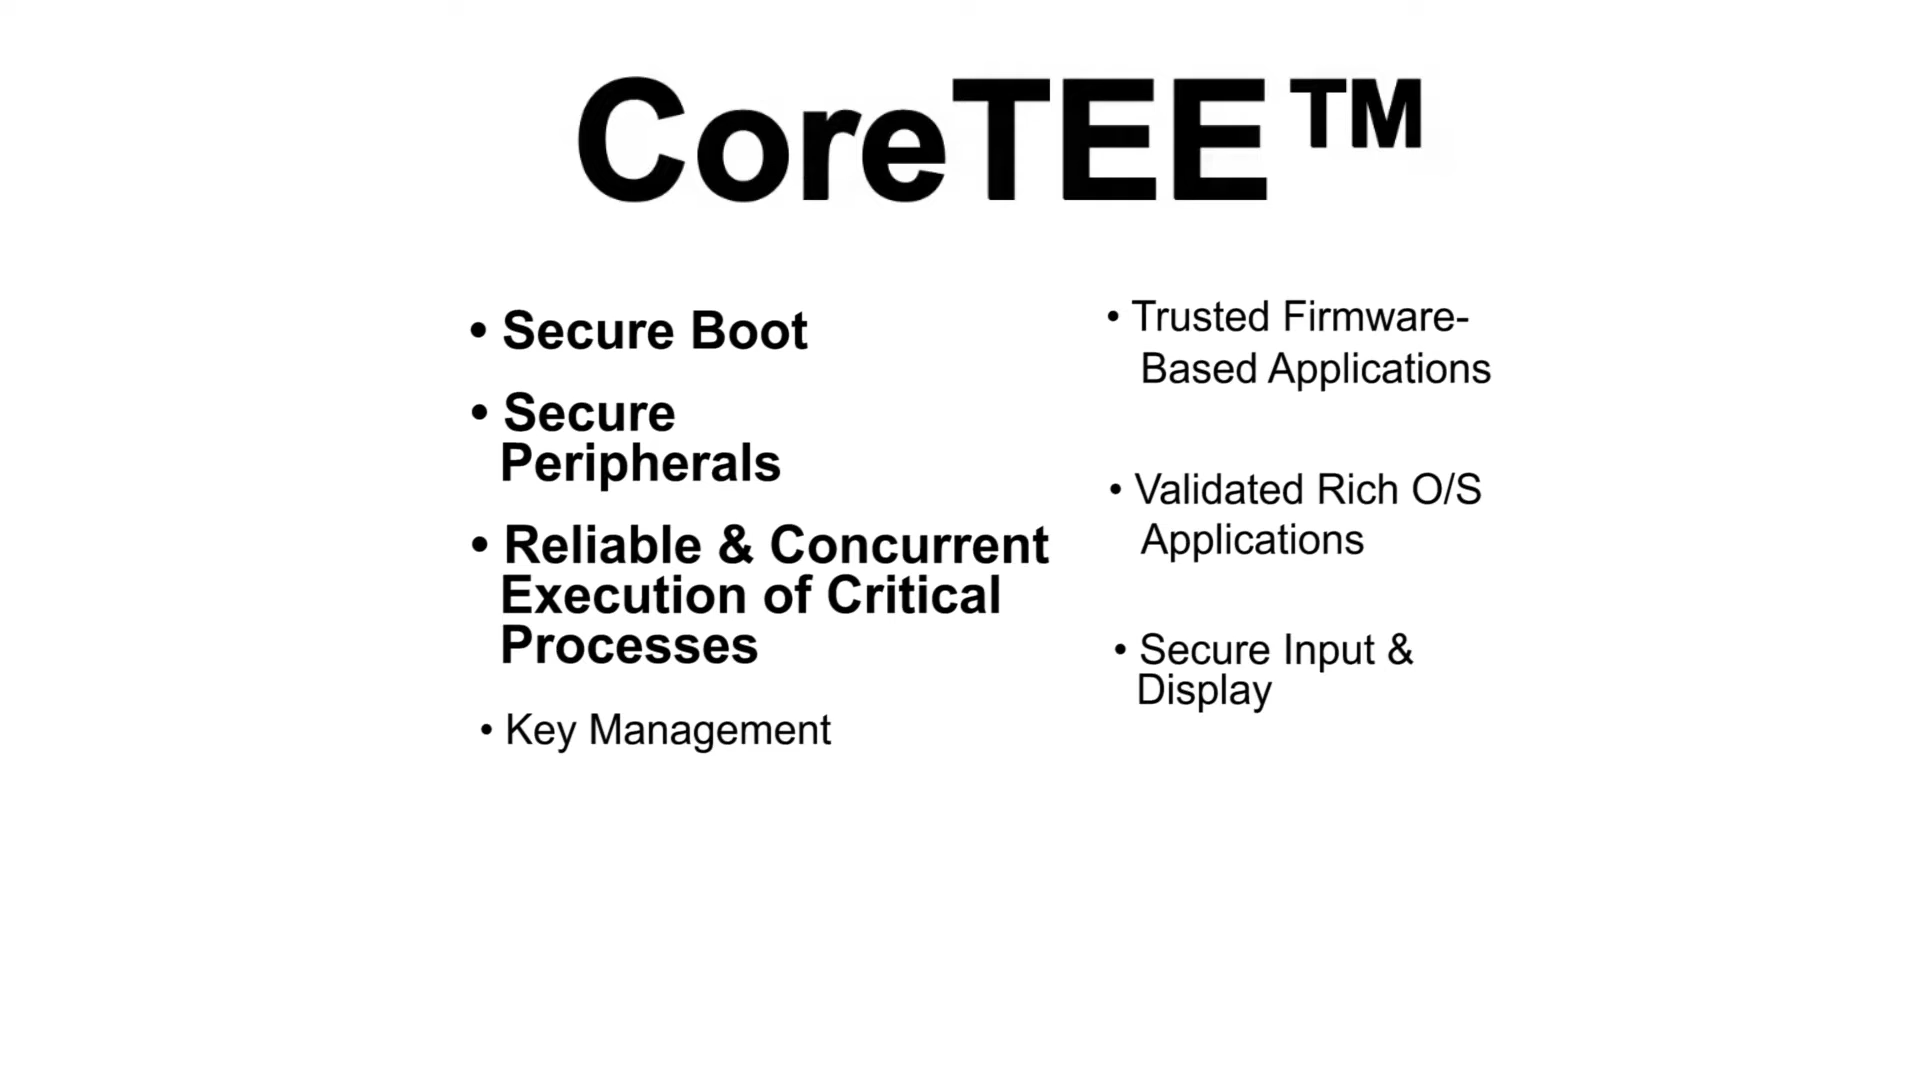 CoreTEE™
• Secure Boot
• Secure
Peripherals
• Reliable & Concurrent
Execution of Critical
Processes
• Key Management
• Trusted Firmware-
Based Applications
• Validated Rich O/S
Applications
• Secure Input &
Display